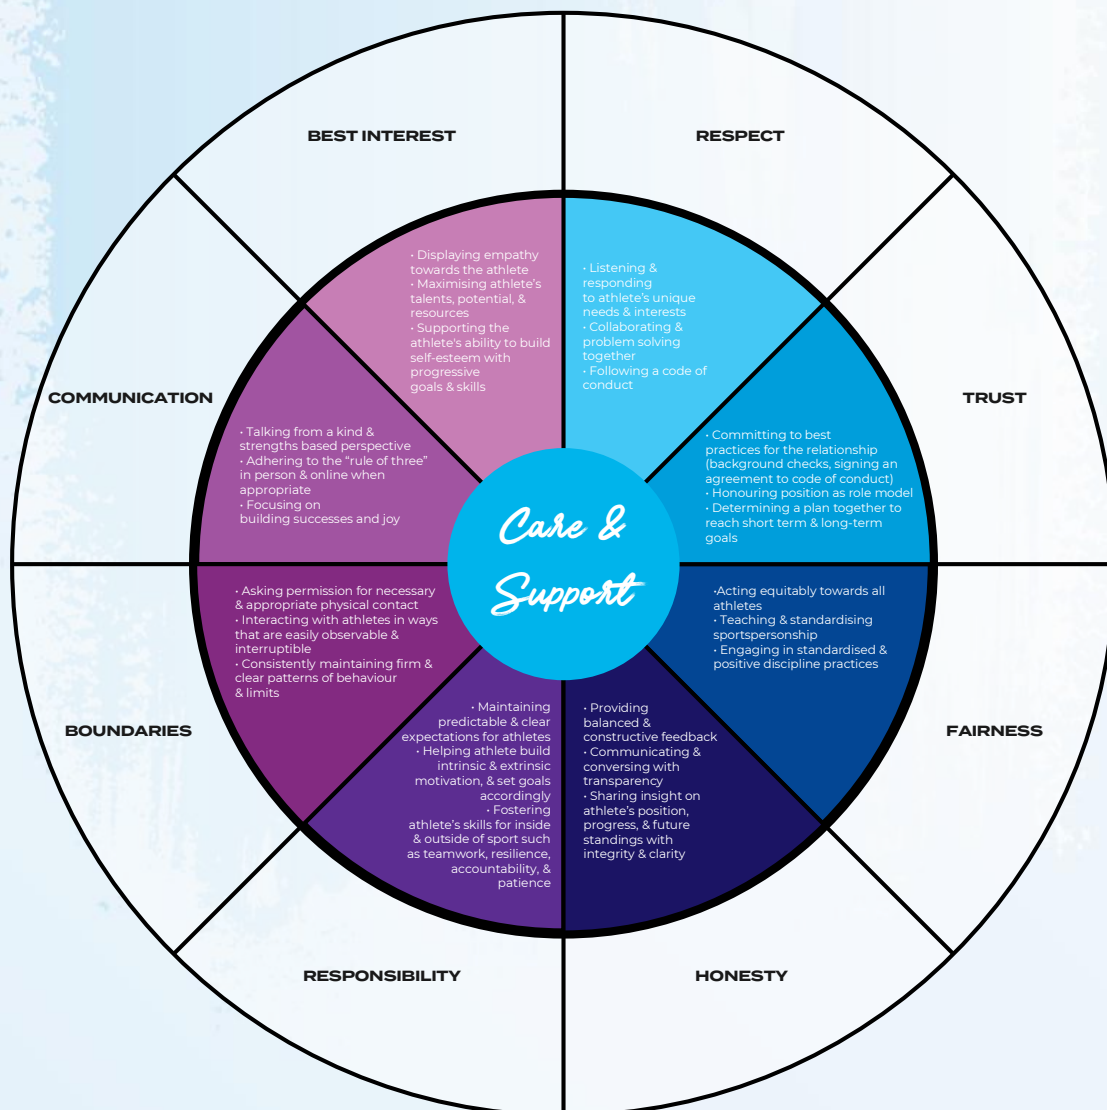 BEST INTEREST
RESPECT
• Displaying empathy
towards the athlete
• Maximising athlete's
talents, potential, &
resources
• Supporting the
athlete's ability to build
self-esteem with
progressive
goals & skills
• Listening &
responding
to athlete's unique
needs & interests
• Collaborating &
problem solving
together
• Following a code of
conduct
COMMUNICATION
TRUST
• Talking from a kind &
strengths based perspective
• Adhering to the “rule of three”
in person & online when
appropriate
• Focusing on
building successes and joy
• Committing to best
practices for the relationship
(background checks, signing an
agreement to code of conduct)
• Honouring position as role model
• Determining a plan together to
reach short term & long-term
goals
Care &
Support
• Asking permission for necessary
& appropriate physical contact
• Interacting with athletes in ways
that are easily observable &
interruptible
• Consistently maintaining firm &
clear patterns of behaviour
& limits
•Acting equitably towards all
athletes
• Teaching & standardising
sportspersonship
• Engaging in standardised &
positive discipline practices
BOUNDARIES
FAIRNESS
• Maintaining
predictable & clear
expectations for athletes
• Helping athlete build
intrinsic & extrinsic
motivation, & set goals
accordingly
• Fostering
athlete's skills for inside
& outside of sport such
as teamwork, resilience,
accountability, &
patience
• Providing
balanced &
constructive feedback
• Communicating &
conversing with
transparency
• Sharing insight on
athlete's position,
progress, & future
standings with
integrity & clarity
RESPONSIBILITY
HONESTY